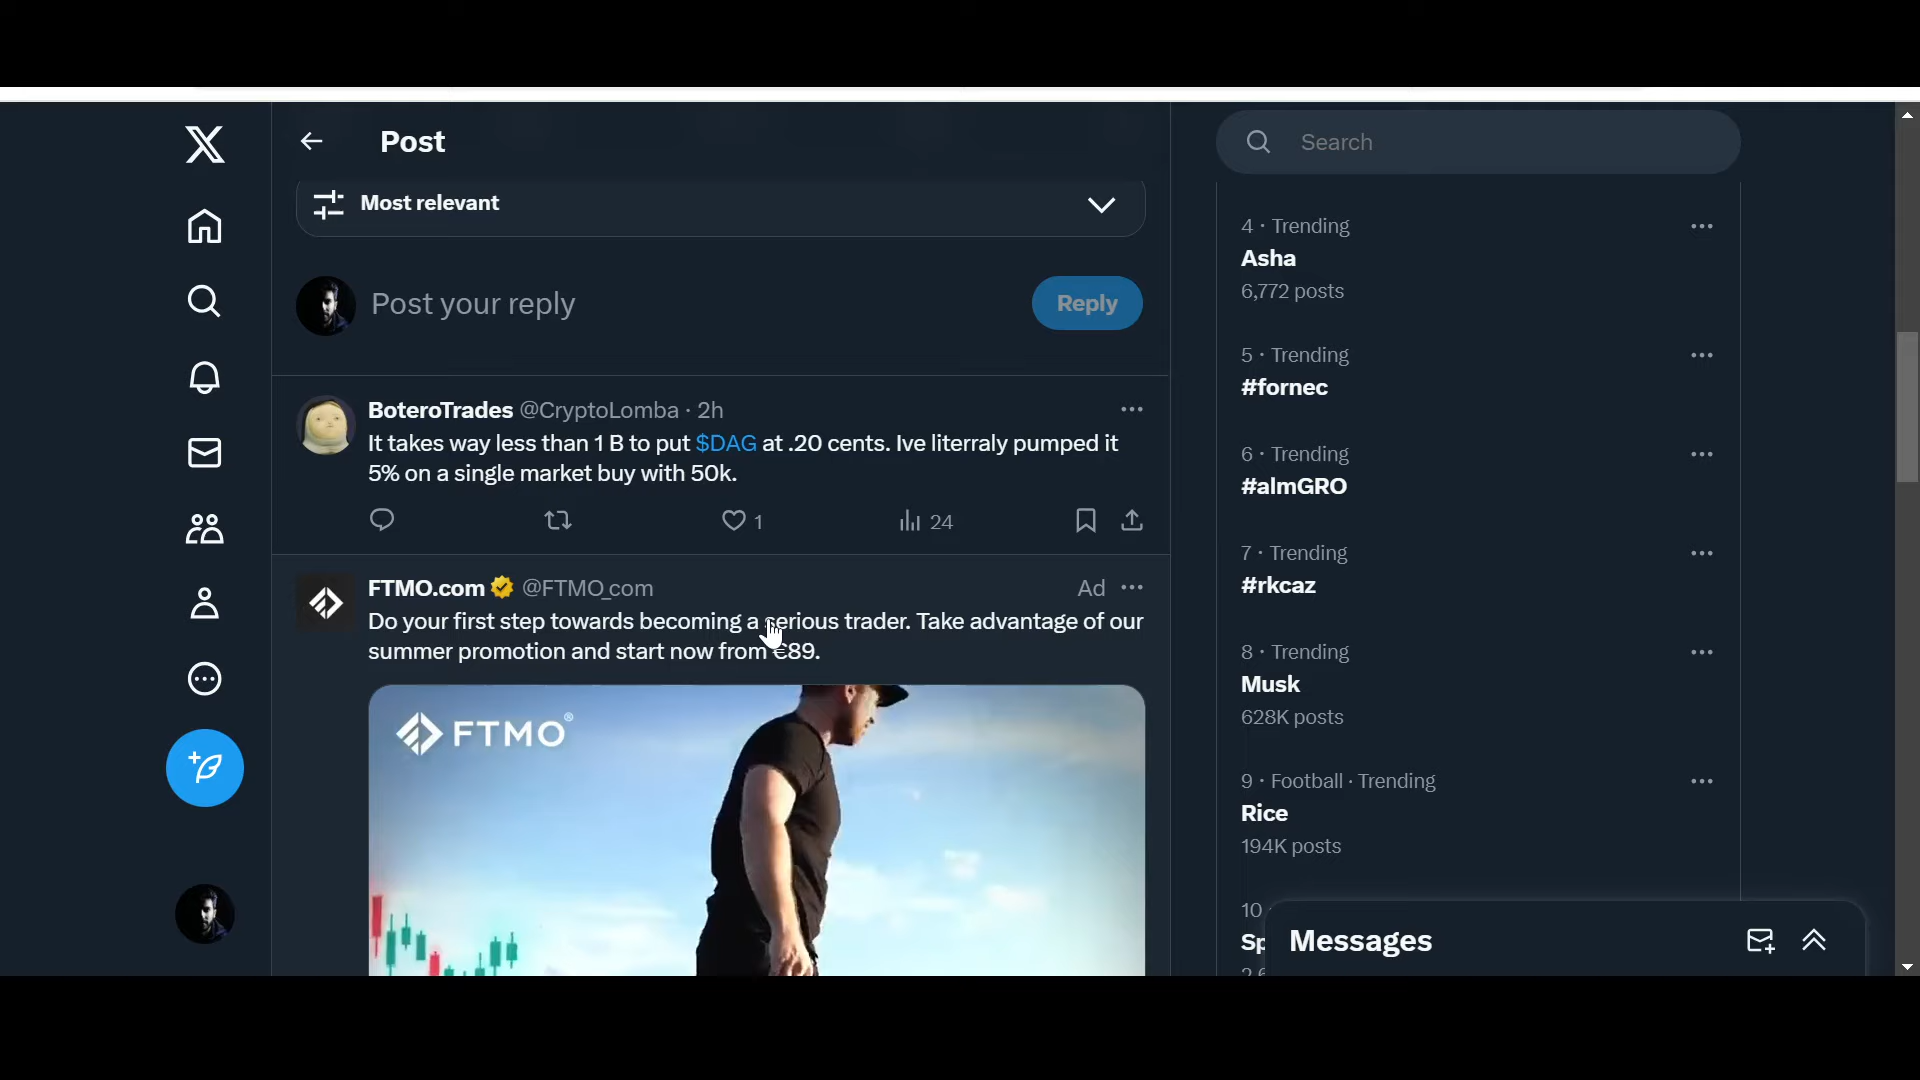 Post
Search
Most relevant
Post your reply
Reply
BoteroTrades @CryptoLomba · 2h
It takes way less than 1 B to put $DAG at .20 cents. Ive literraly pumped it
5% on a single market buy with 50k.
1
24
FTMO.com @FTMO_com
Ad
Do your first step towards becoming a serious trader. Take advantage of our
summer promotion and start now from €89.
FTMO®
4 · Trending
Asha
6,772 posts
5 · Trending
#fornec
6 · Trending
#almGRO
7 · Trending
#rkcaz
8 · Trending
Musk
628K posts
9 · Football · Trending
Rice
194K posts
10
Sp
Messages